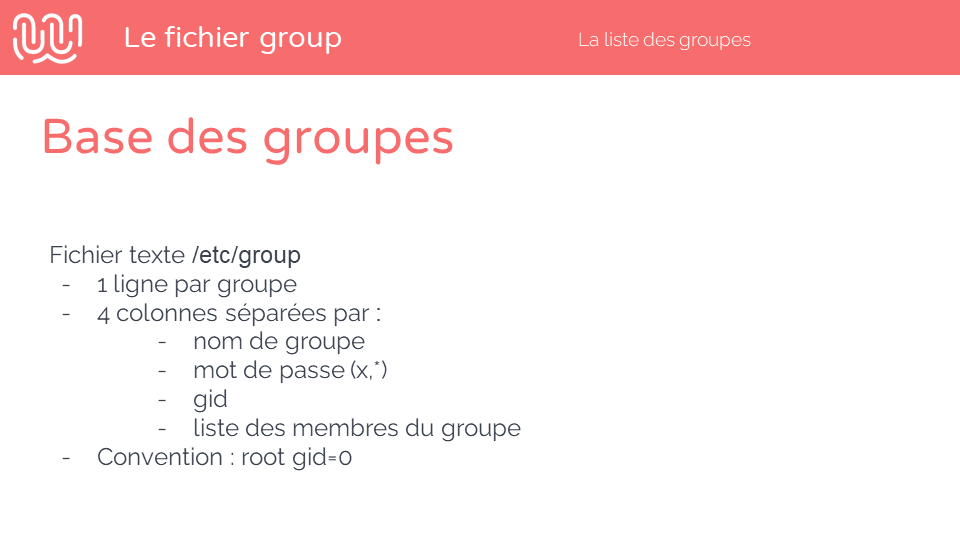 Le fichier group
La liste des groupes
Base des groupes
Fichier texte /etc/group
- 1 ligne par groupe
- 4 colonnes séparées par :
- nom de groupe
- mot de passe (x,*)
- gid
- liste des membres du groupe
- Convention : root gid=0